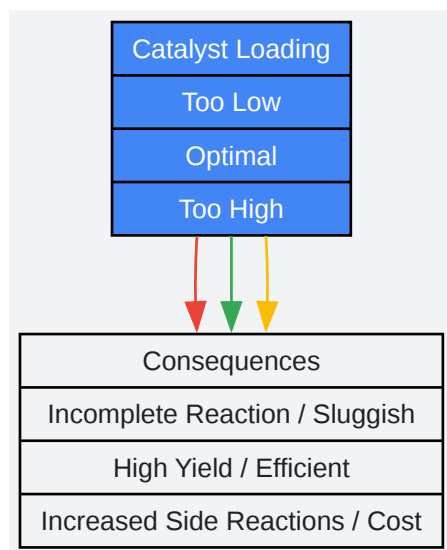 Catalyst Loading
Too Low
Optimal
Too High
Consequences
Incomplete Reaction / Sluggish
High Yield / Efficient
Increased Side Reactions / Cost